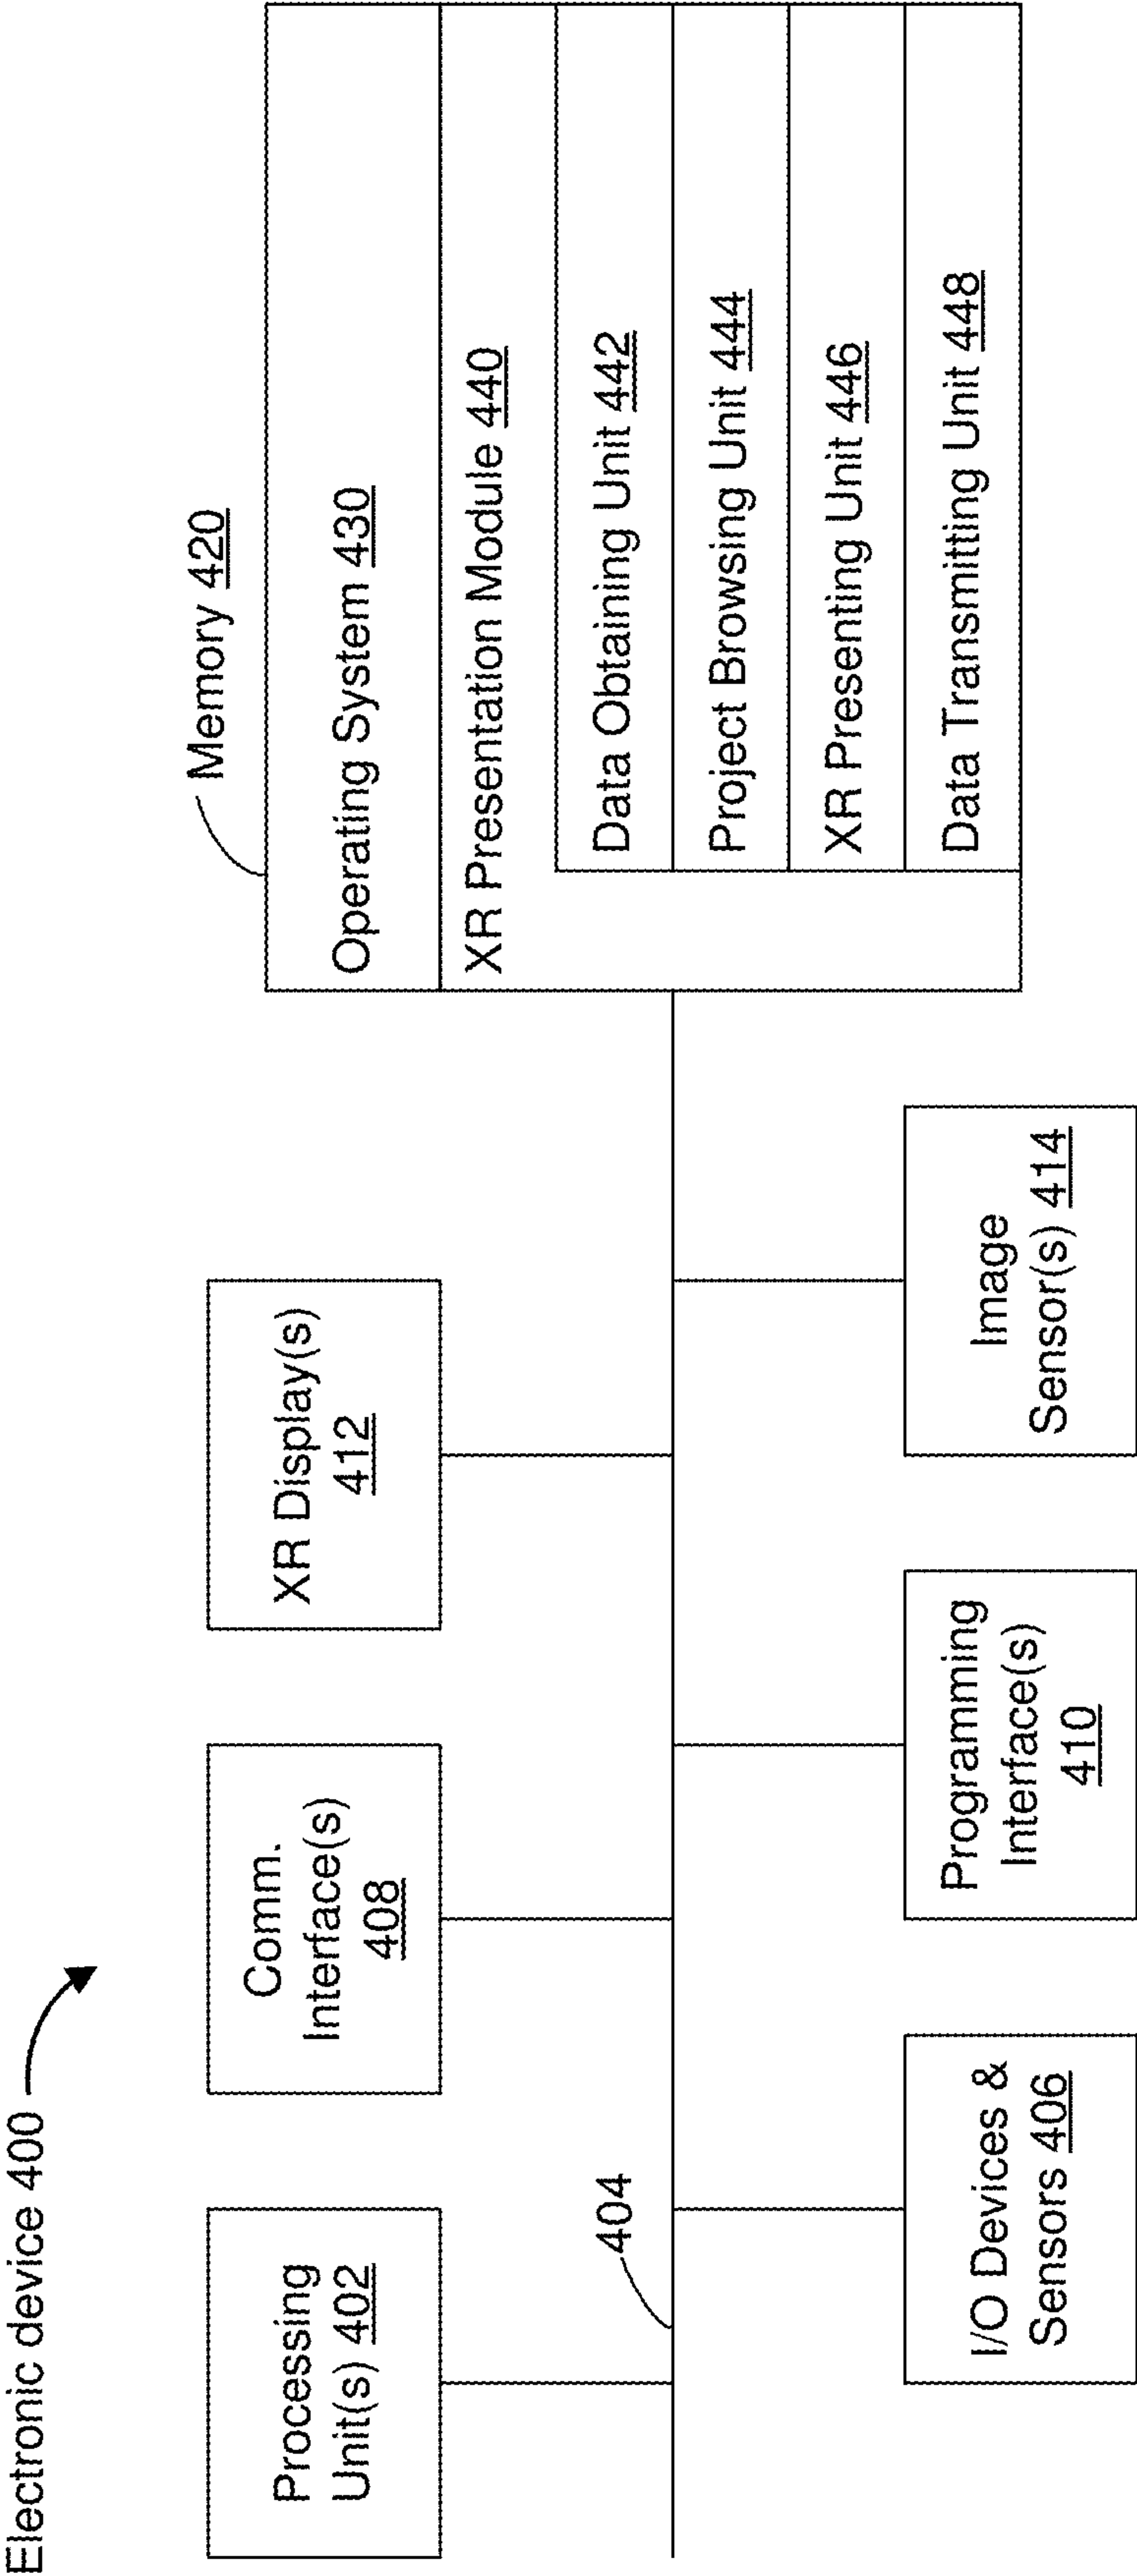 Electronic device 400
Processing
Unit(s) 402
Comm.
Interface(s)
408
XR Display(s)
412
Memory 420
Operating System 430
XR Presentation Module 440
Data Obtaining Unit 442
Project Browsing Unit 444
XR Presenting Unit 446
Data Transmitting Unit 448
404
I/O Devices &
Sensors 406
Programming
Interface(s)
410
Image
Sensor(s) 414